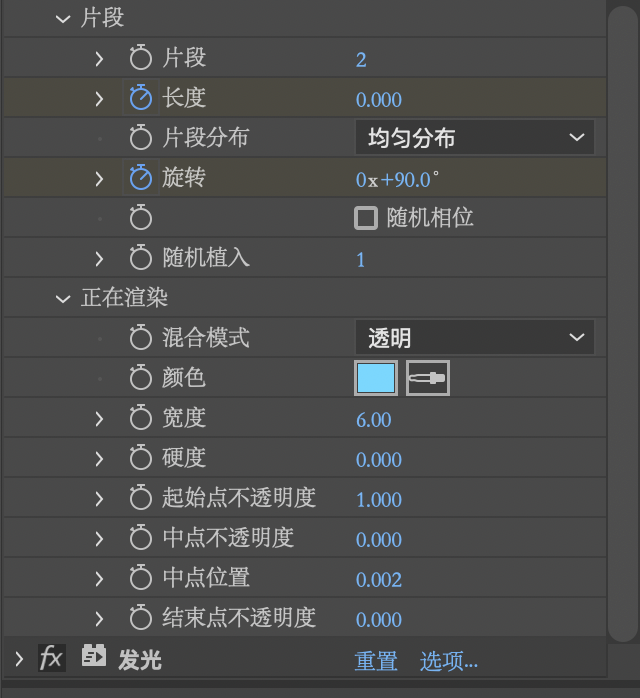 片段
片段 2
长度 0.000
片段分布 均匀分布
旋转 0x+90.0°
随机相位
随机植入 1
正在渲染
混合模式 透明
颜色
宽度 6.00
硬度 0.000
起始点不透明度 1.000
中点不透明度 0.000
中点位置 0.002
结束点不透明度 0.000
fx 发光 重置 选项...